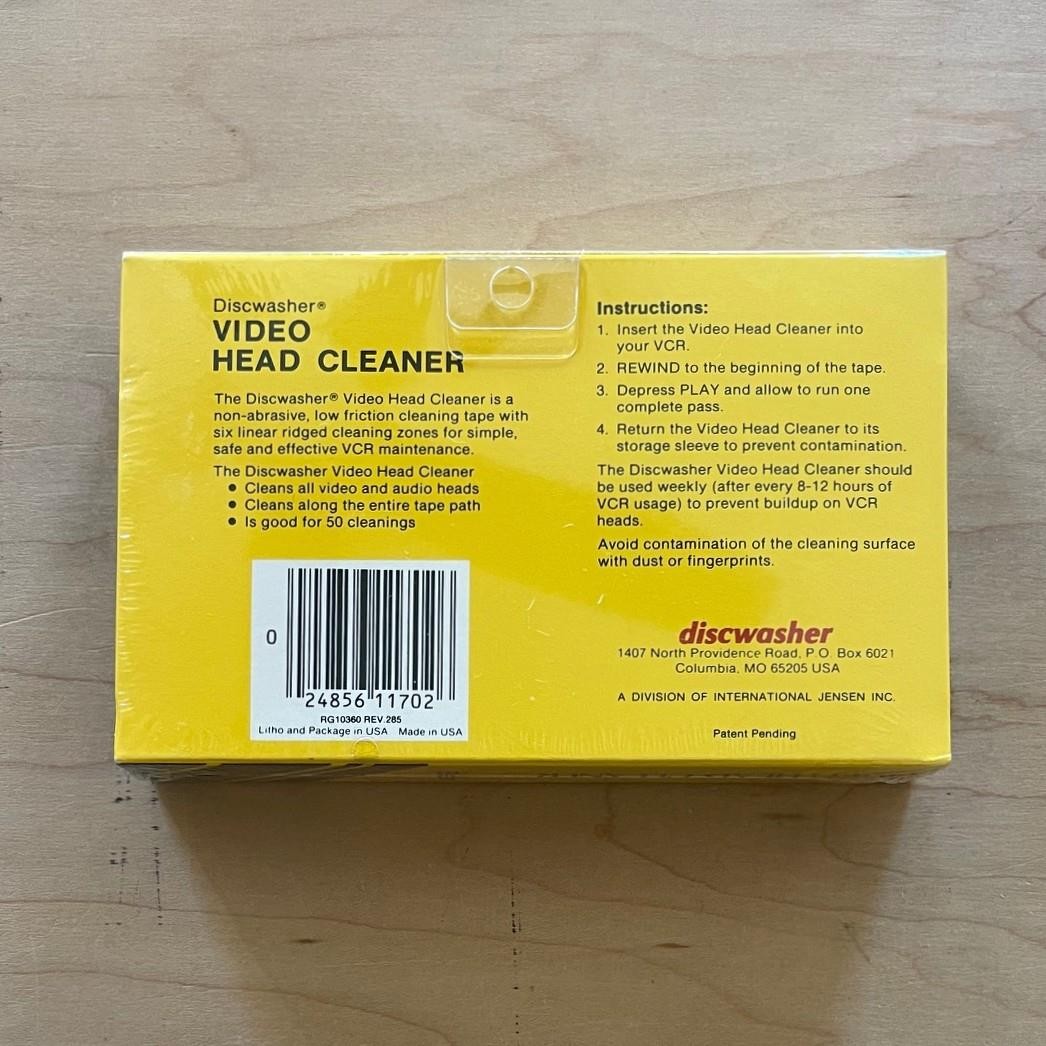 Discwasher®
VIDEO
HEAD CLEANER
The Discwasher® Video Head Cleaner is a
non-abrasive, low friction cleaning tape with
six linear ridged cleaning zones for simple,
safe and effective VCR maintenance.
The Discwasher Video Head Cleaner
● Cleans all video and audio heads
● Cleans along the entire tape path
● Is good for 50 cleanings
0
24856 11702
RG10360 REV.285
Litho and Package in USA Made in USA
Instructions:
1. Insert the Video Head Cleaner into
your VCR.
2. REWIND to the beginning of the tape.
3. Depress PLAY and allow to run one
complete pass.
4. Return the Video Head Cleaner to its
storage sleeve to prevent contamination.
The Discwasher Video Head Cleaner should
be used weekly (after every 8-12 hours of
VCR usage) to prevent buildup on VCR
heads.
Avoid contamination of the cleaning surface
with dust or fingerprints.
discwasher
1407 North Providence Road, P.O. Box 6021
Columbia, MO 65205 USA
A DIVISION OF INTERNATIONAL JENSEN INC.
Patent Pending